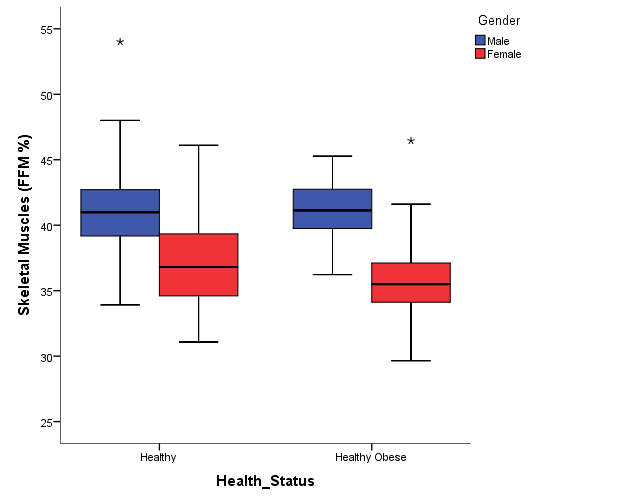 Gender
Male
Female
Skeletal Muscles (FFM %)
55
50
45
40
35
30
25
*
*
Healthy
Healthy Obese
Health_Status